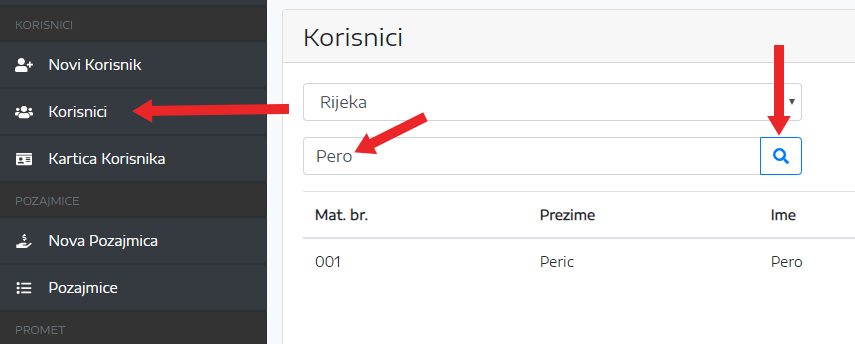 KORISNICI
Novi Korisnik
Korisnici
Kartica Korisnika
POZAJMICE
Nova Pozajmica
Pozajmice
PROMET
Korisnici
Rijeka
Pero
Mat. br. Prezime Ime
001 Peric Pero